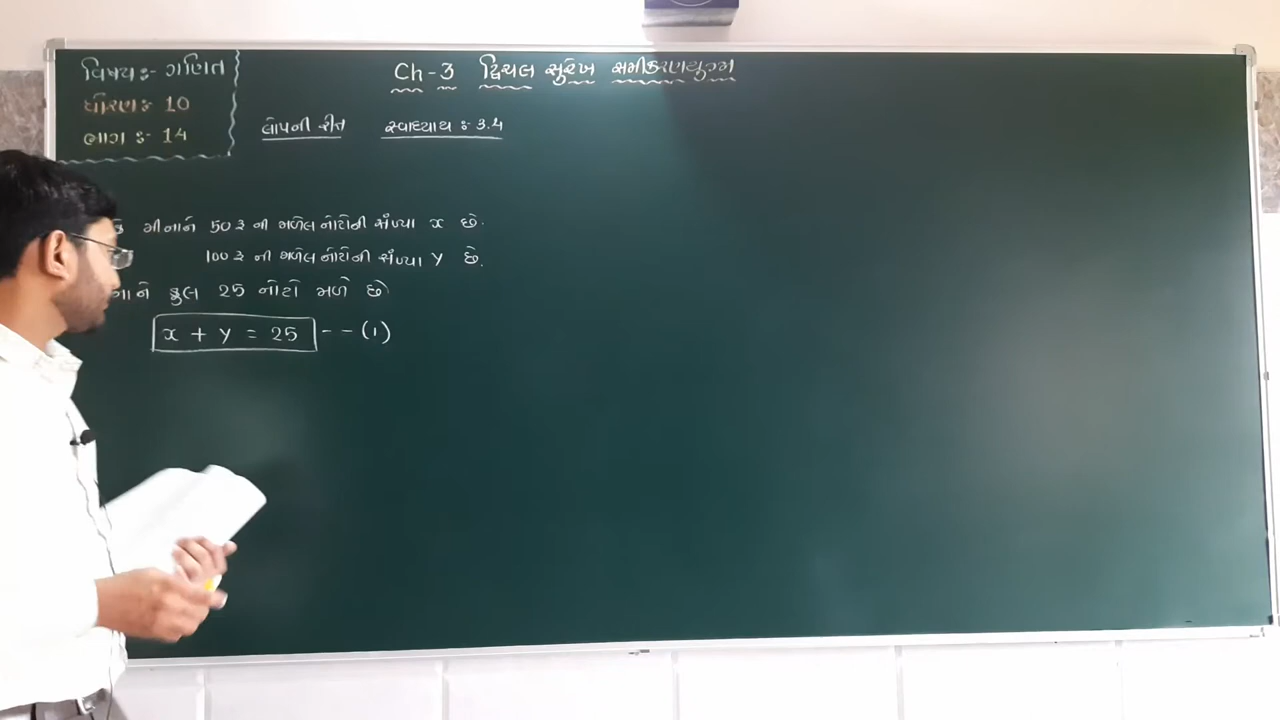 વિષય :- ગણિત
ધોરણ : 10
ભાગ :- 14
Ch - 3 દ્વિચલ સુરેખ સમીકરણયુગ્મ
લોપની રીત સ્વાધ્યાય :- 3.4
મીનાને 50 રૂ ની મળેલ નોટોની સંખ્યા x છે.
100 રૂ ની મળેલ નોટોની સંખ્યા y છે.
કુલ 25 નોટો મળે છે
x + y = 25 - - (1)